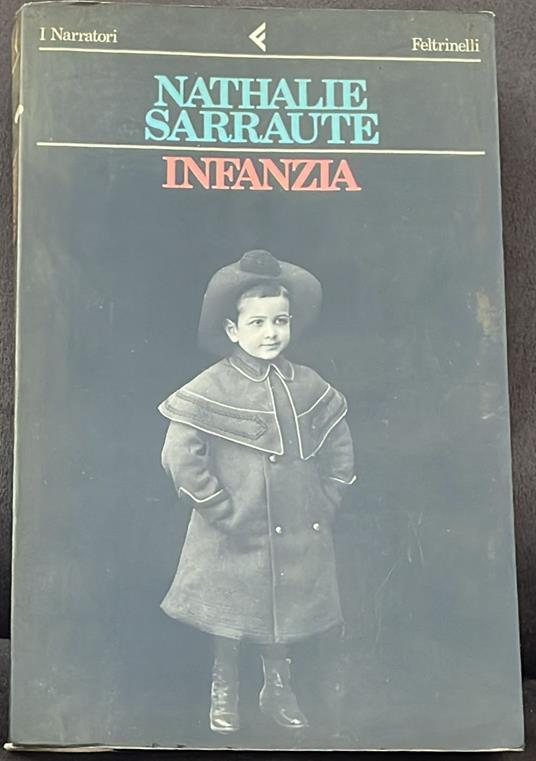 I Narratori
Feltrinelli
NATHALIE
SARRAUTE
INFANZIA